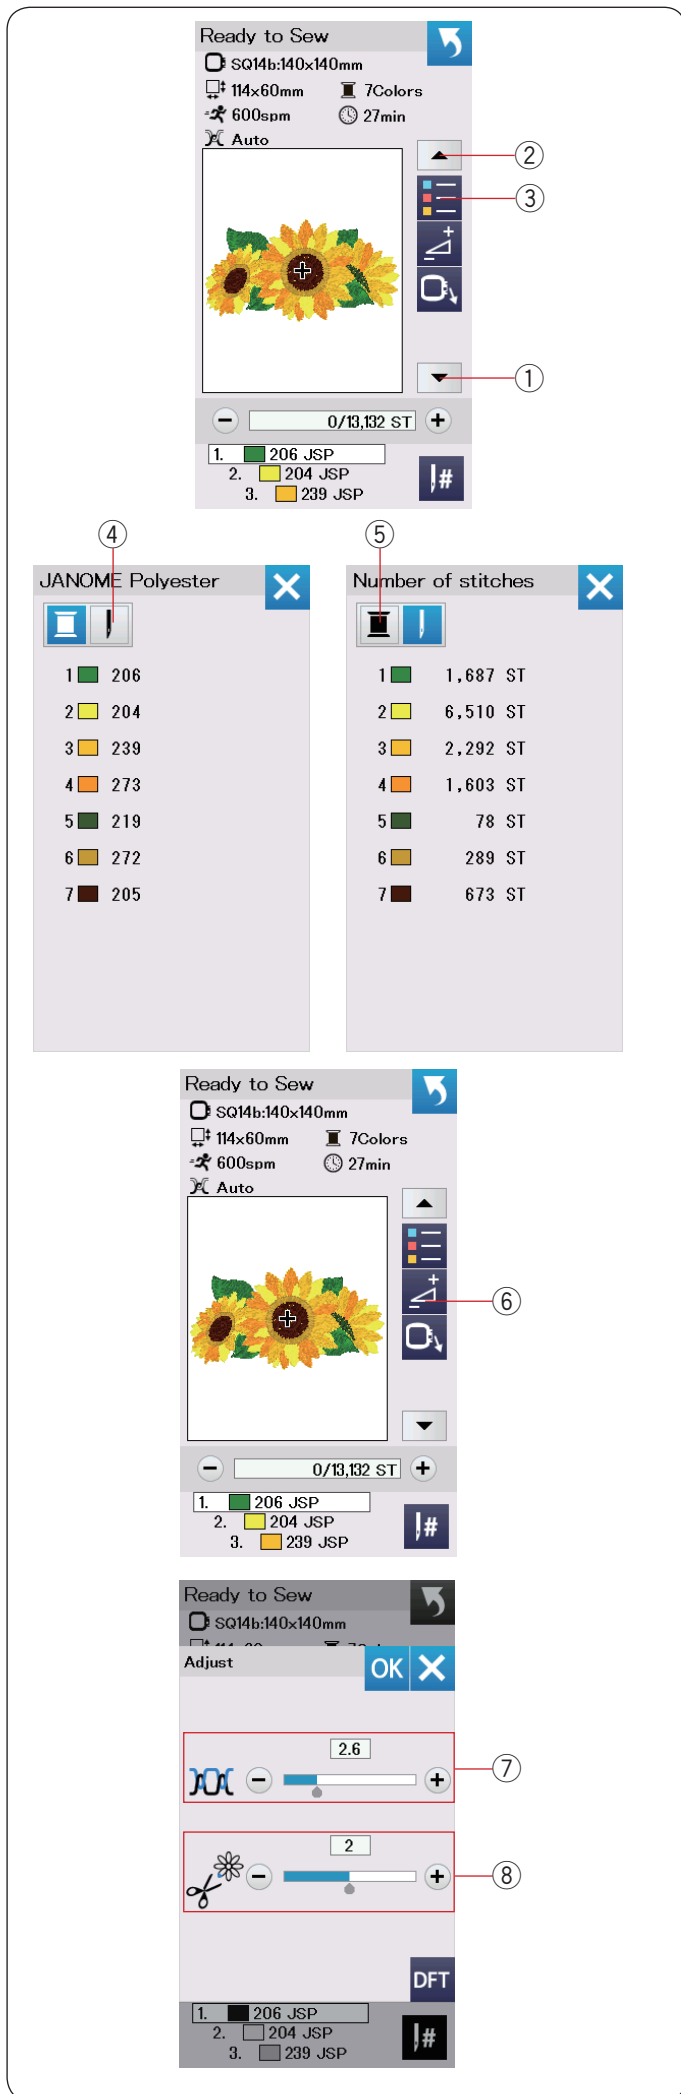 Ready to Sew
SQ14b:140x140mm
114x60mm 7Colors
600spm 27min
Auto
②
③
①
0/13,132 ST
1. 206 JSP
2. 204 JSP
3. 239 JSP
#
④
⑤
JANOME Polyester
1 206
2 204
3 239
4 273
5 219
6 272
7 205
Number of stitches
1 1,687 ST
2 6,510 ST
3 2,292 ST
4 1,603 ST
5 78 ST
6 289 ST
7 673 ST
Ready to Sew
SQ14b:140x140mm
114x60mm 7Colors
600spm 27min
Auto
⑥
0/13,132 ST
1. 206 JSP
2. 204 JSP
3. 239 JSP
#
Ready to Sew
SQ14b:140x140mm
Adjust OK
2.6
⑦
2
⑧
DFT
1. 206 JSP
2. 204 JSP
3. 239 JSP
#